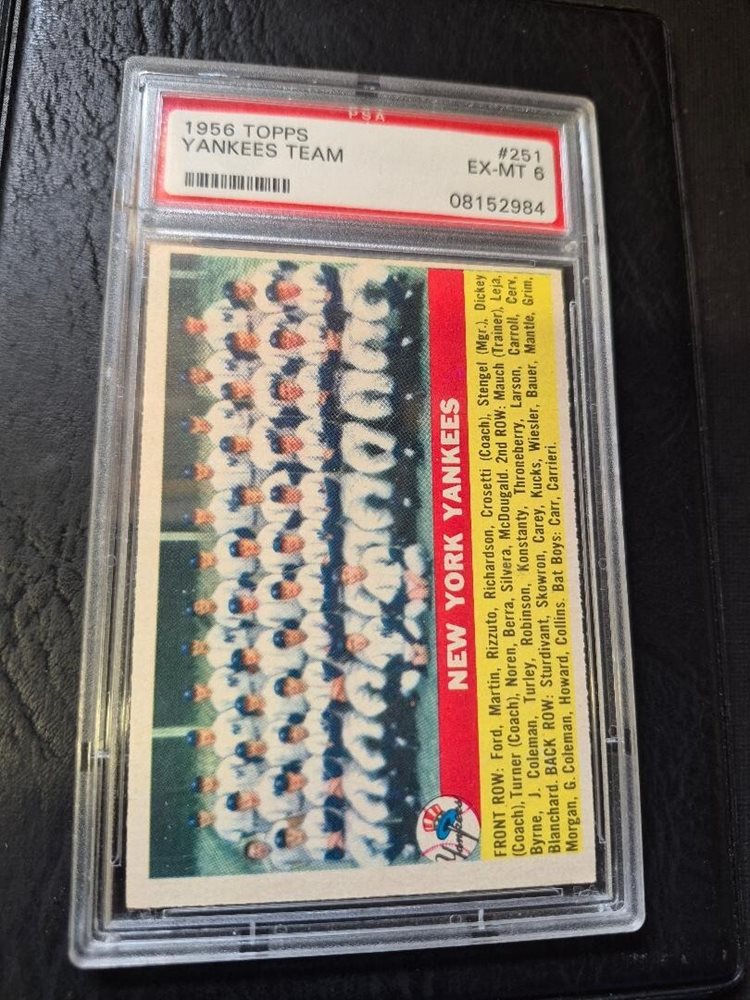 PSA
1956 TOPPS #251
YANKEES TEAM EX-MT 6
08152984
NEW YORK YANKEES
Yankees
FRONT ROW: Ford, Martin, Rizzuto, Richardson, Crosetti (Coach), Stengel (Mgr.), Dickey
(Coach), Turner (Coach), Noren, Berra, Silvera, McDougald. 2nd ROW: Mauch (Trainer), Leja,
Byrne, J. Coleman, Turley, Robinson, Konstanty, Throneberry, Larson, Carroll, Cerv,
Blanchard. BACK ROW: Sturdivant, Skowron, Carey, Kucks, Wiesler, Bauer, Mantle, Grim,
Morgan, G. Coleman, Howard, Collins. Bat Boys: Carr, Carrieri.